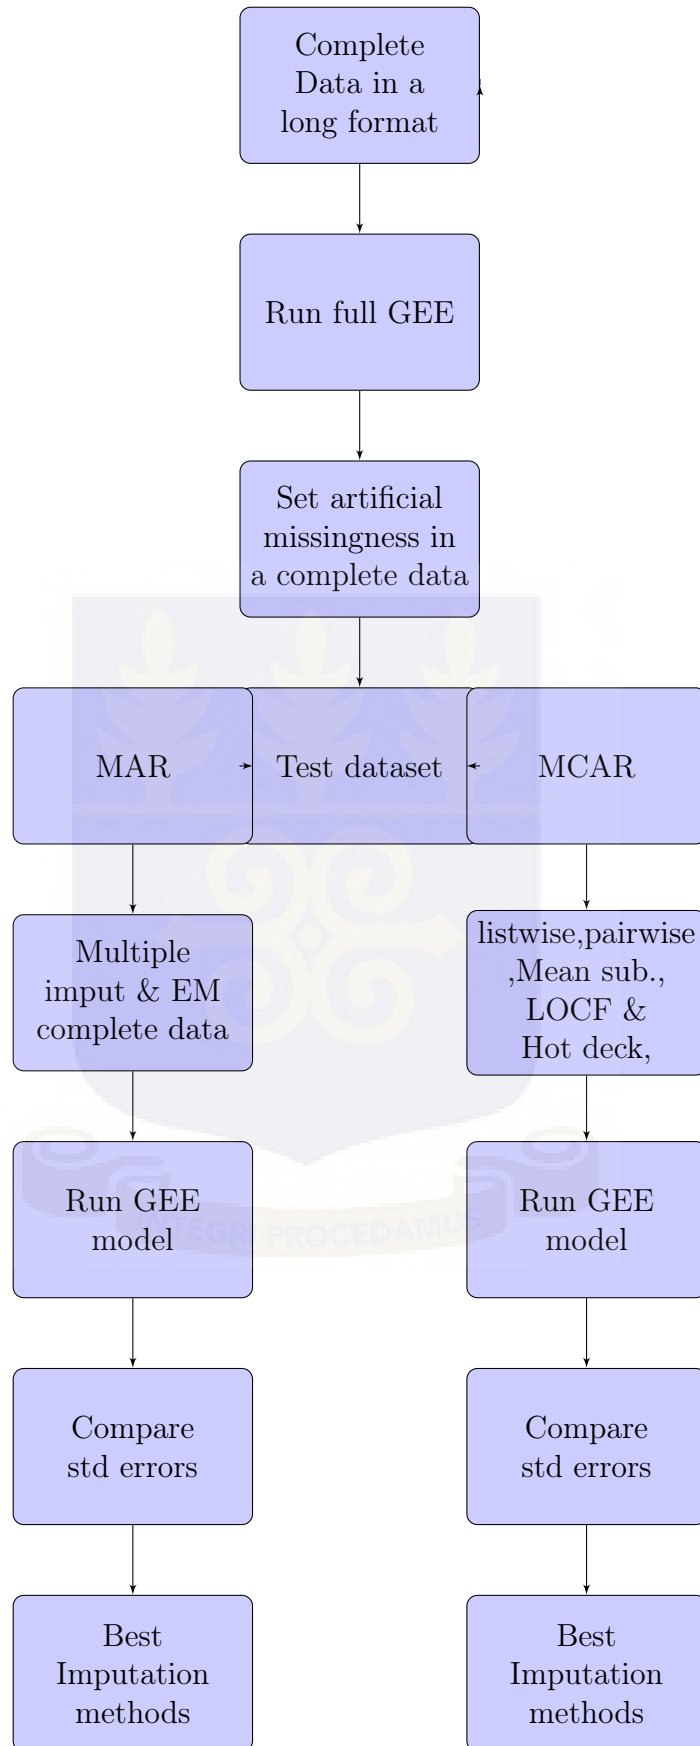 Complete
Data in a
long format
Run full GEE
Set artificial
missingness in
a complete data
MAR
Test dataset
MCAR
Multiple
imput & EM
complete data
listwise,pairwise
,Mean sub.,
LOCF &
Hot deck,
INTEGRI PROCEDAMUS
Run GEE
model
Run GEE
model
Compare
std errors
Compare
std errors
Best
Imputation
methods
Best
Imputation
methods